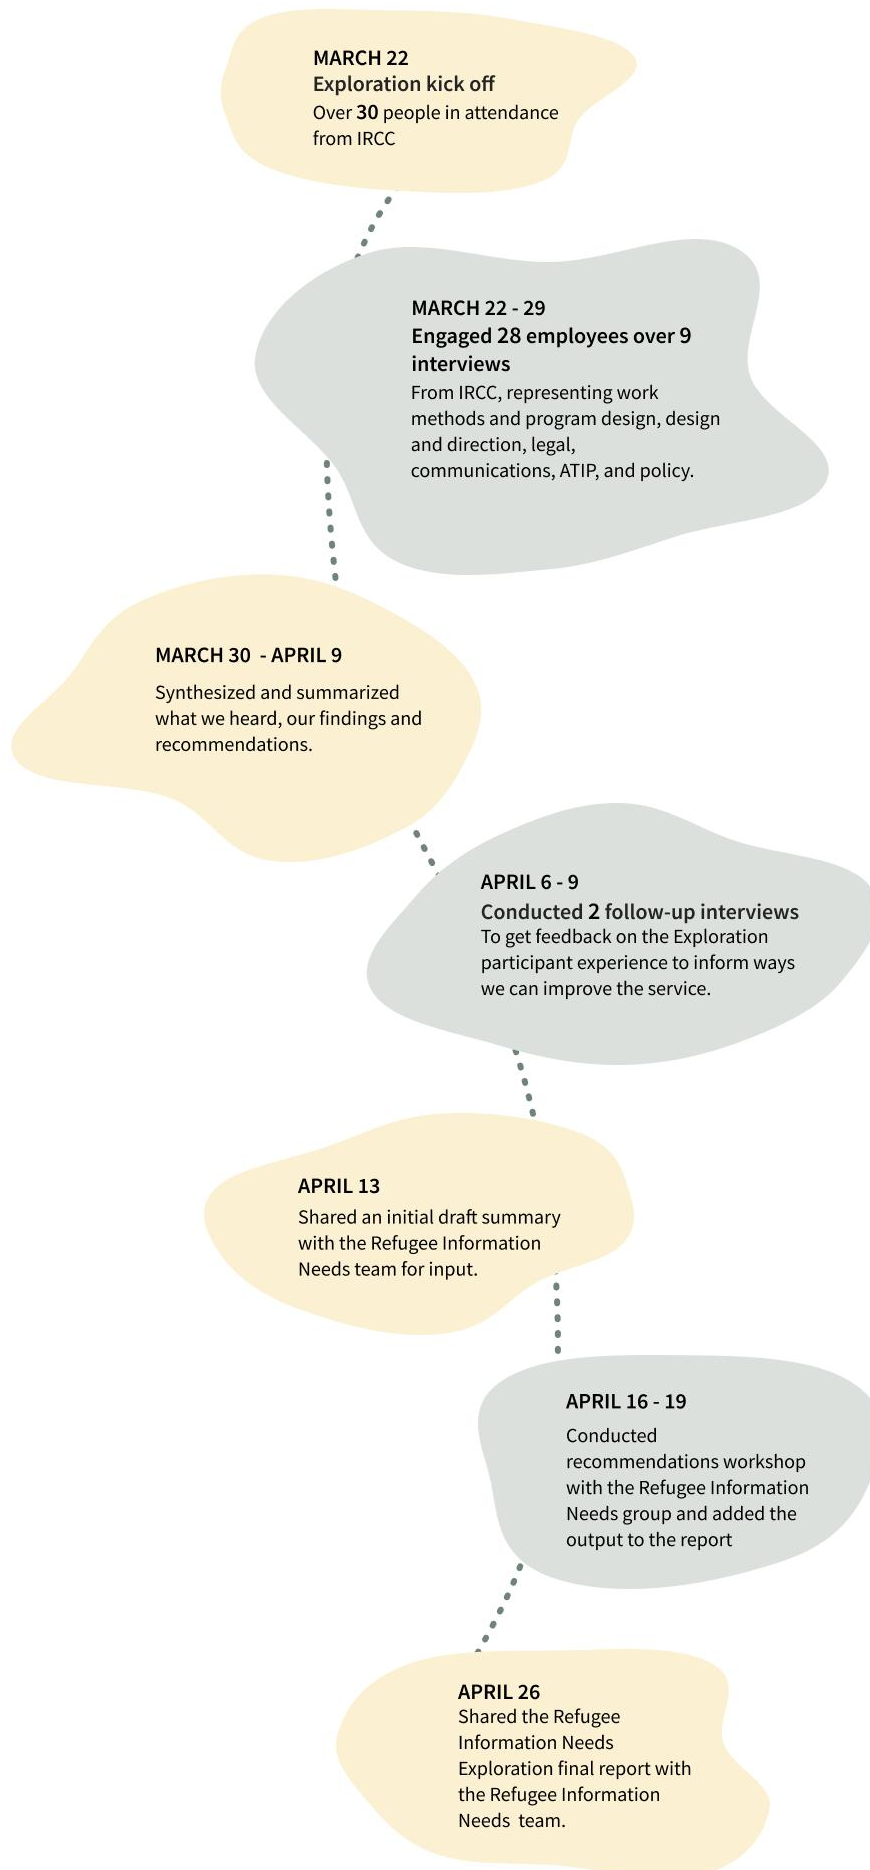 MARCH 22
Exploration kick off
Over 30 people in attendance
from IRCC
MARCH 22 - 29
Engaged 28 employees over 9
interviews
From IRCC, representing work
methods and program design, design
and direction, legal,
communications, ATIP, and policy.
MARCH 30  - APRIL 9
Synthesized and summarized
what we heard, our findings and
recommendations.
APRIL 6 - 9
Conducted 2 follow-up interviews
To get feedback on the Exploration
participant experience to inform ways
we can improve the service.
APRIL 13
Shared an initial draft summary
with the Refugee Information
Needs team for input.
APRIL 16 - 19
Conducted
recommendations workshop
with the Refugee Information
Needs group and added the
output to the report
APRIL 26
Shared the Refugee
Information Needs
Exploration final report with
the Refugee Information
Needs  team.